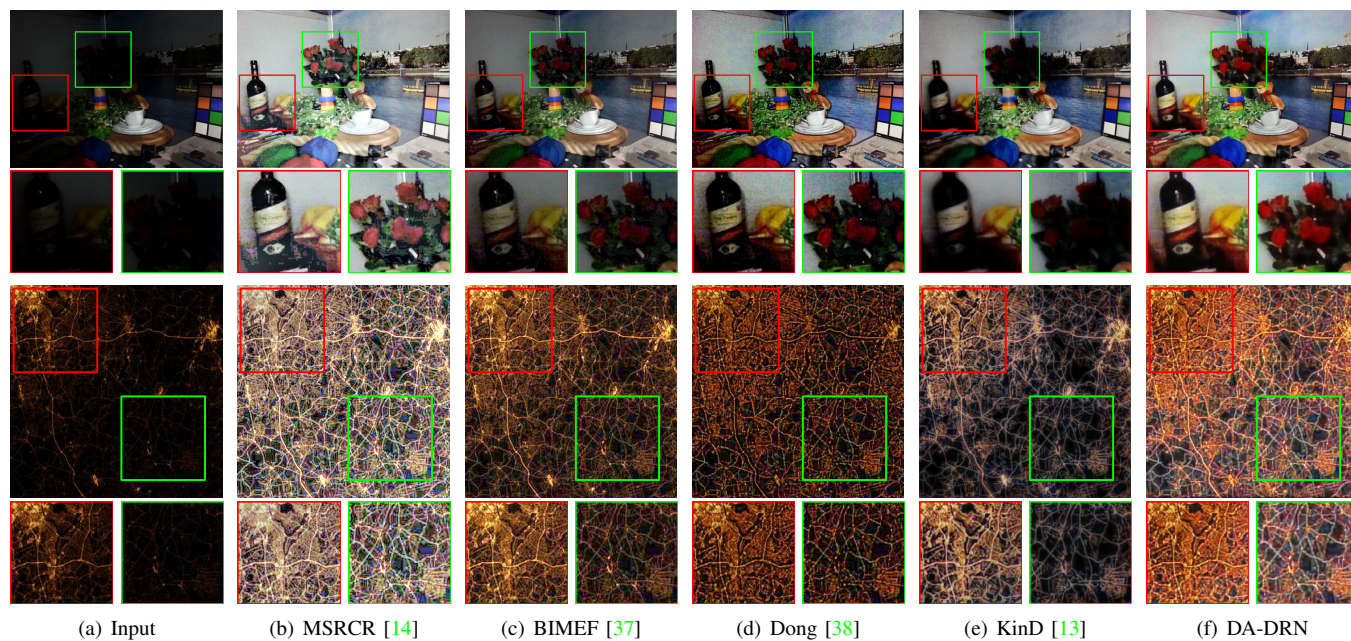 (a) Input
(b) MSRCR [14]
(c) BIMEF [37]
(d) Dong [38]
(e) KinD [13]
(f) DA-DRN